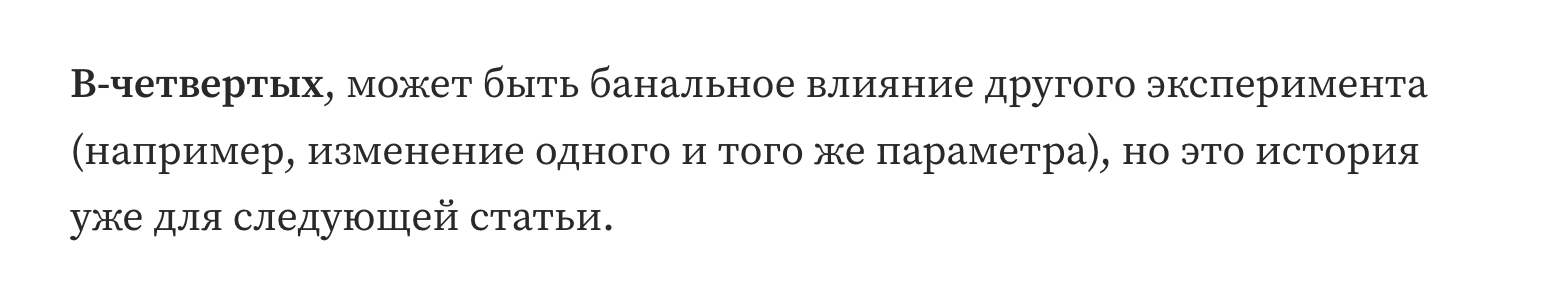 В-четвертых, может быть банальное влияние другого эксперимента
(например, изменение одного и того же параметра), но это история
уже для следующей статьи.